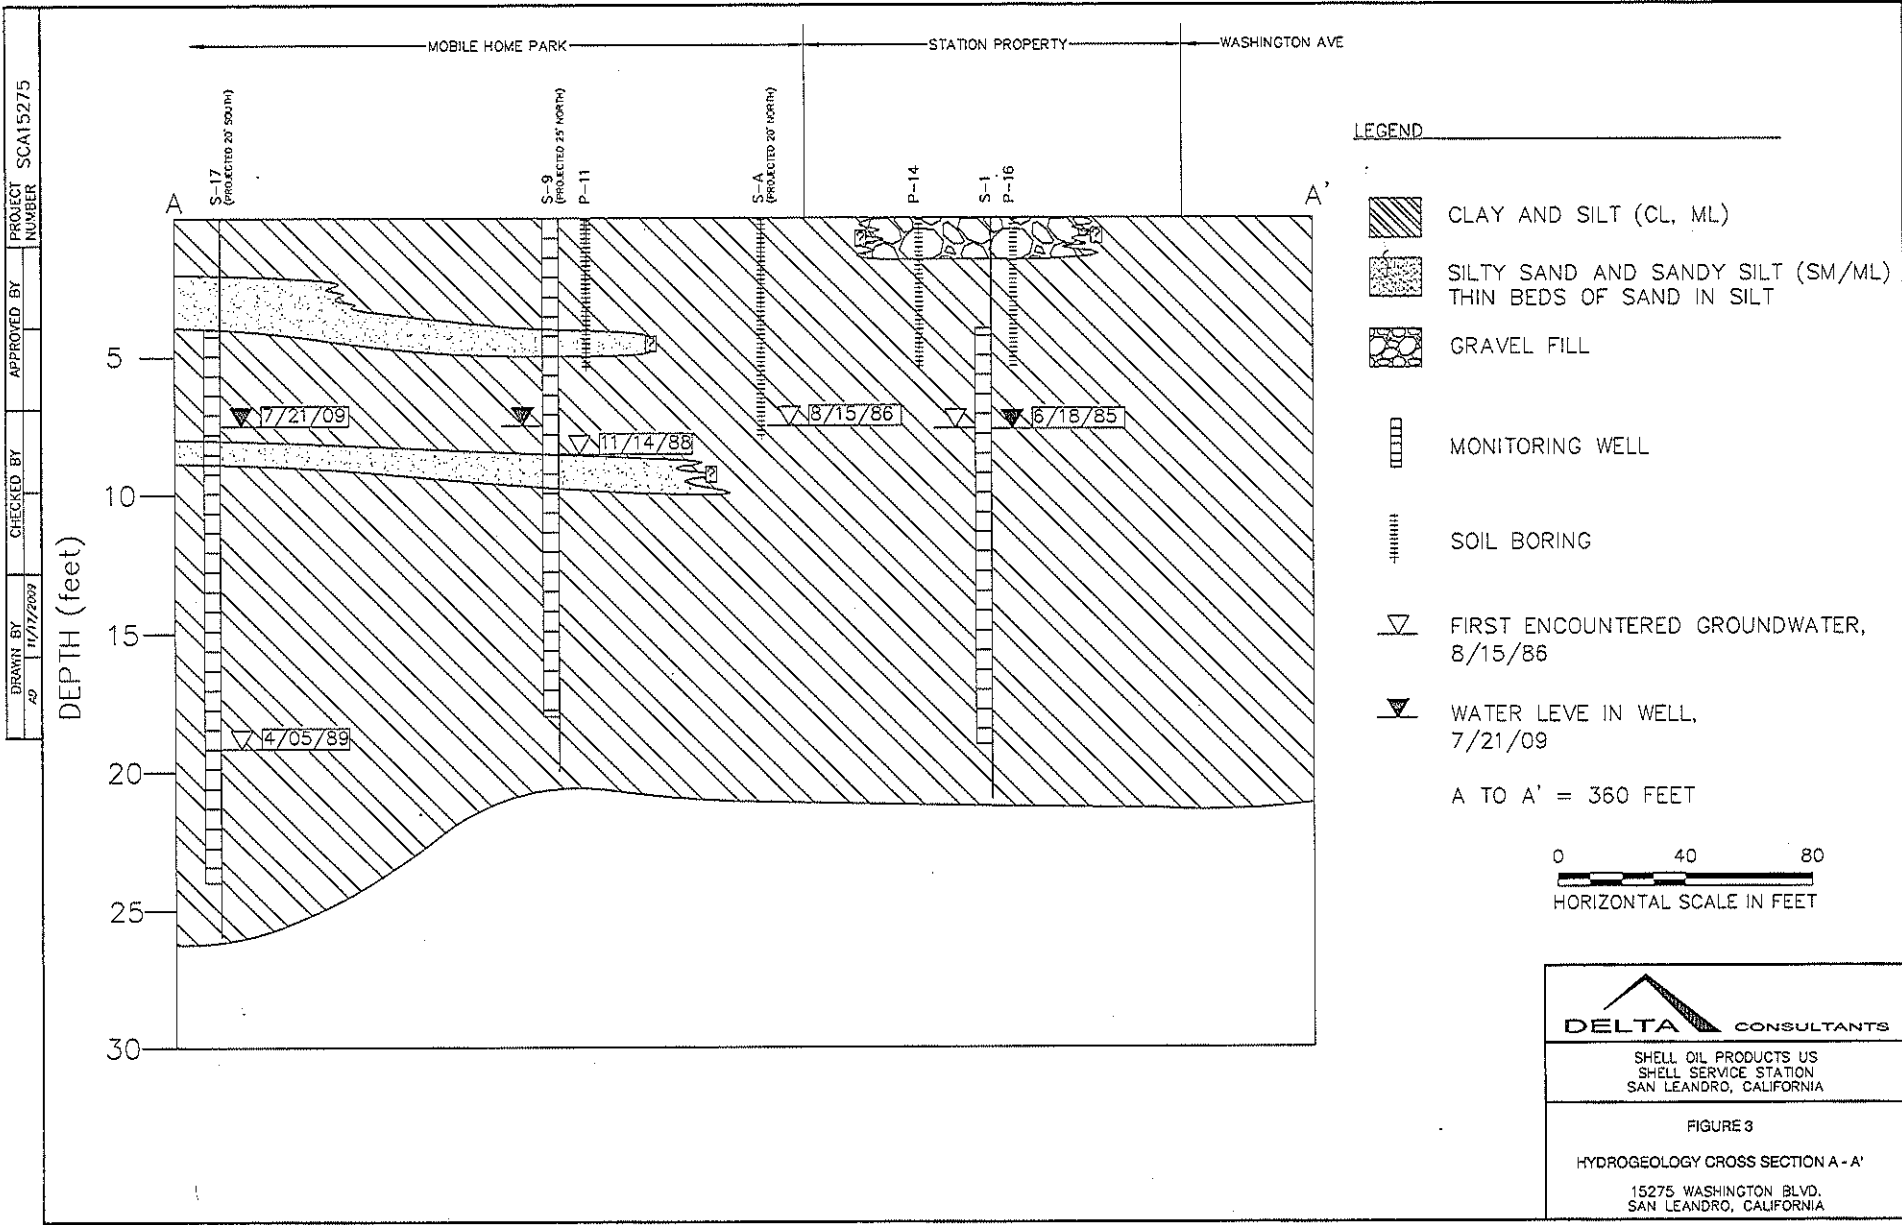 MOBILE HOME PARK
STATION PROPERTY
WASHINGTON AVE
PROJECT NUMBER SCA15275
APPROVED BY
CHECKED BY
DRAWN BY
AD 11/17/2009
A
S-17
(PROJECTED 20' SOUTH)
S-9
(PROJECTED 25' NORTH)
P-11
S-A
(PROJECTED 20' NORTH)
P-14
S-1
P-16
A'
DEPTH (feet)
5
10
15
20
25
30
?
?
?
?
7/21/09
11/14/88
8/15/86
6/18/85
4/05/89
LEGEND
CLAY AND SILT (CL, ML)
SILTY SAND AND SANDY SILT (SM/ML)
THIN BEDS OF SAND IN SILT
GRAVEL FILL
MONITORING WELL
SOIL BORING
FIRST ENCOUNTERED GROUNDWATER,
8/15/86
WATER LEVE IN WELL,
7/21/09
A TO A' = 360 FEET
0 40 80
HORIZONTAL SCALE IN FEET
DELTA CONSULTANTS
SHELL OIL PRODUCTS US
SHELL SERVICE STATION
SAN LEANDRO, CALIFORNIA
FIGURE 3
HYDROGEOLOGY CROSS SECTION A - A'
15275 WASHINGTON BLVD.
SAN LEANDRO, CALIFORNIA